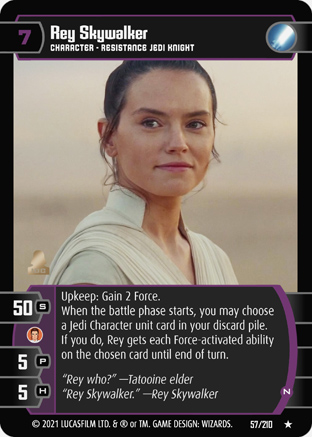 7
Rey Skywalker
CHARACTER · RESISTANCE JEDI KNIGHT
50 S
5 P
5 H
Upkeep: Gain 2 Force.
When the battle phase starts, you may choose
a Jedi Character unit card in your discard pile.
If you do, Rey gets each Force-activated ability
on the chosen card until end of turn.
“Rey who?” —Tatooine elder
“Rey Skywalker.” —Rey Skywalker
N
© 2021 LUCASFILM LTD. & ® or TM. GAME DESIGN: WIZARDS. 57/210 ★